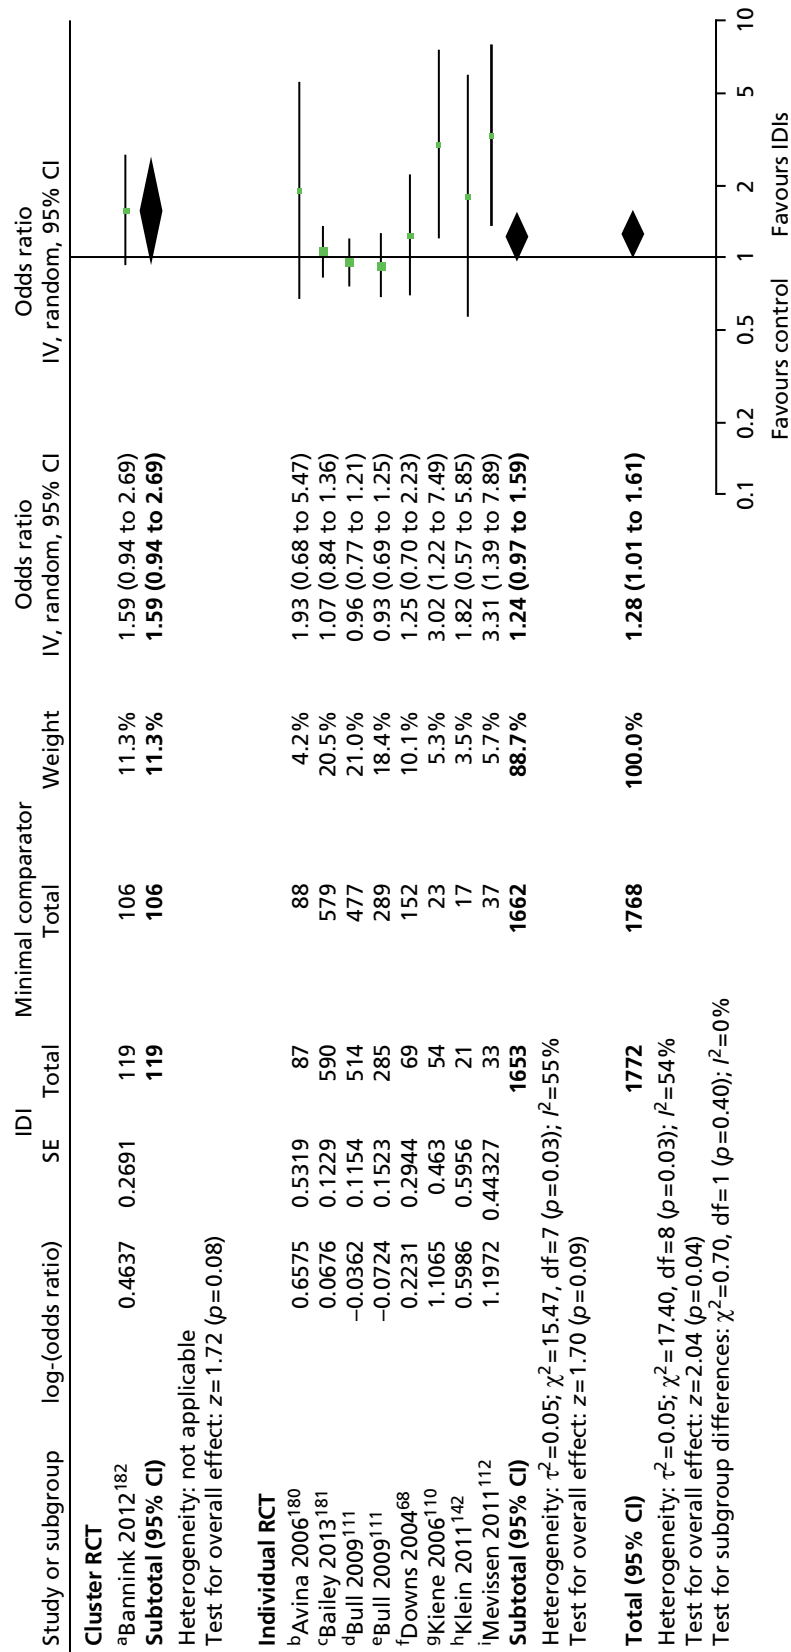 IDI Minimal comparator Odds ratio Odds ratio
Study or subgroup log-(odds ratio) SE Total Total Weight IV, random, 95% CI IV, random, 95% CI
Cluster RCT
ᵃBannink 2012¹⁸² 0.4637 0.2691 119 106 11.3% 1.59 (0.94 to 2.69)
Subtotal (95% CI) 119 106 11.3% 1.59 (0.94 to 2.69)
Heterogeneity: not applicable
Test for overall effect: z=1.72 (p=0.08)
Individual RCT
ᵇAvina 2006¹⁸⁰ 0.6575 0.5319 87 88 4.2% 1.93 (0.68 to 5.47)
ᶜBailey 2013¹⁸¹ 0.0676 0.1229 590 579 20.5% 1.07 (0.84 to 1.36)
ᵈBull 2009¹¹¹ −0.0362 0.1154 514 477 21.0% 0.96 (0.77 to 1.21)
ᵉBull 2009¹¹¹ −0.0724 0.1523 285 289 18.4% 0.93 (0.69 to 1.25)
ᶠDowns 2004⁶⁸ 0.2231 0.2944 69 152 10.1% 1.25 (0.70 to 2.23)
ᵍKiene 2006¹¹⁰ 1.1065 0.463 54 23 5.3% 3.02 (1.22 to 7.49)
ʰKlein 2011¹⁴² 0.5986 0.5956 21 17 3.5% 1.82 (0.57 to 5.85)
ⁱMevissen 2011¹¹² 1.1972 0.44327 33 37 5.7% 3.31 (1.39 to 7.89)
Subtotal (95% CI) 1653 1662 88.7% 1.24 (0.97 to 1.59)
Heterogeneity: τ²=0.05; χ²=15.47, df=7 (p=0.03); I²=55%
Test for overall effect: z=1.70 (p=0.09)
Total (95% CI) 1772 1768 100.0% 1.28 (1.01 to 1.61)
Heterogeneity: τ²=0.05; χ²=17.40, df=8 (p=0.03); I²=54%
Test for overall effect: z=2.04 (p=0.04)
Test for subgroup differences: χ²=0.70, df=1 (p=0.40); I²=0%
0.1 0.2 0.5 1 2 5 10
Favours control Favours IDIs